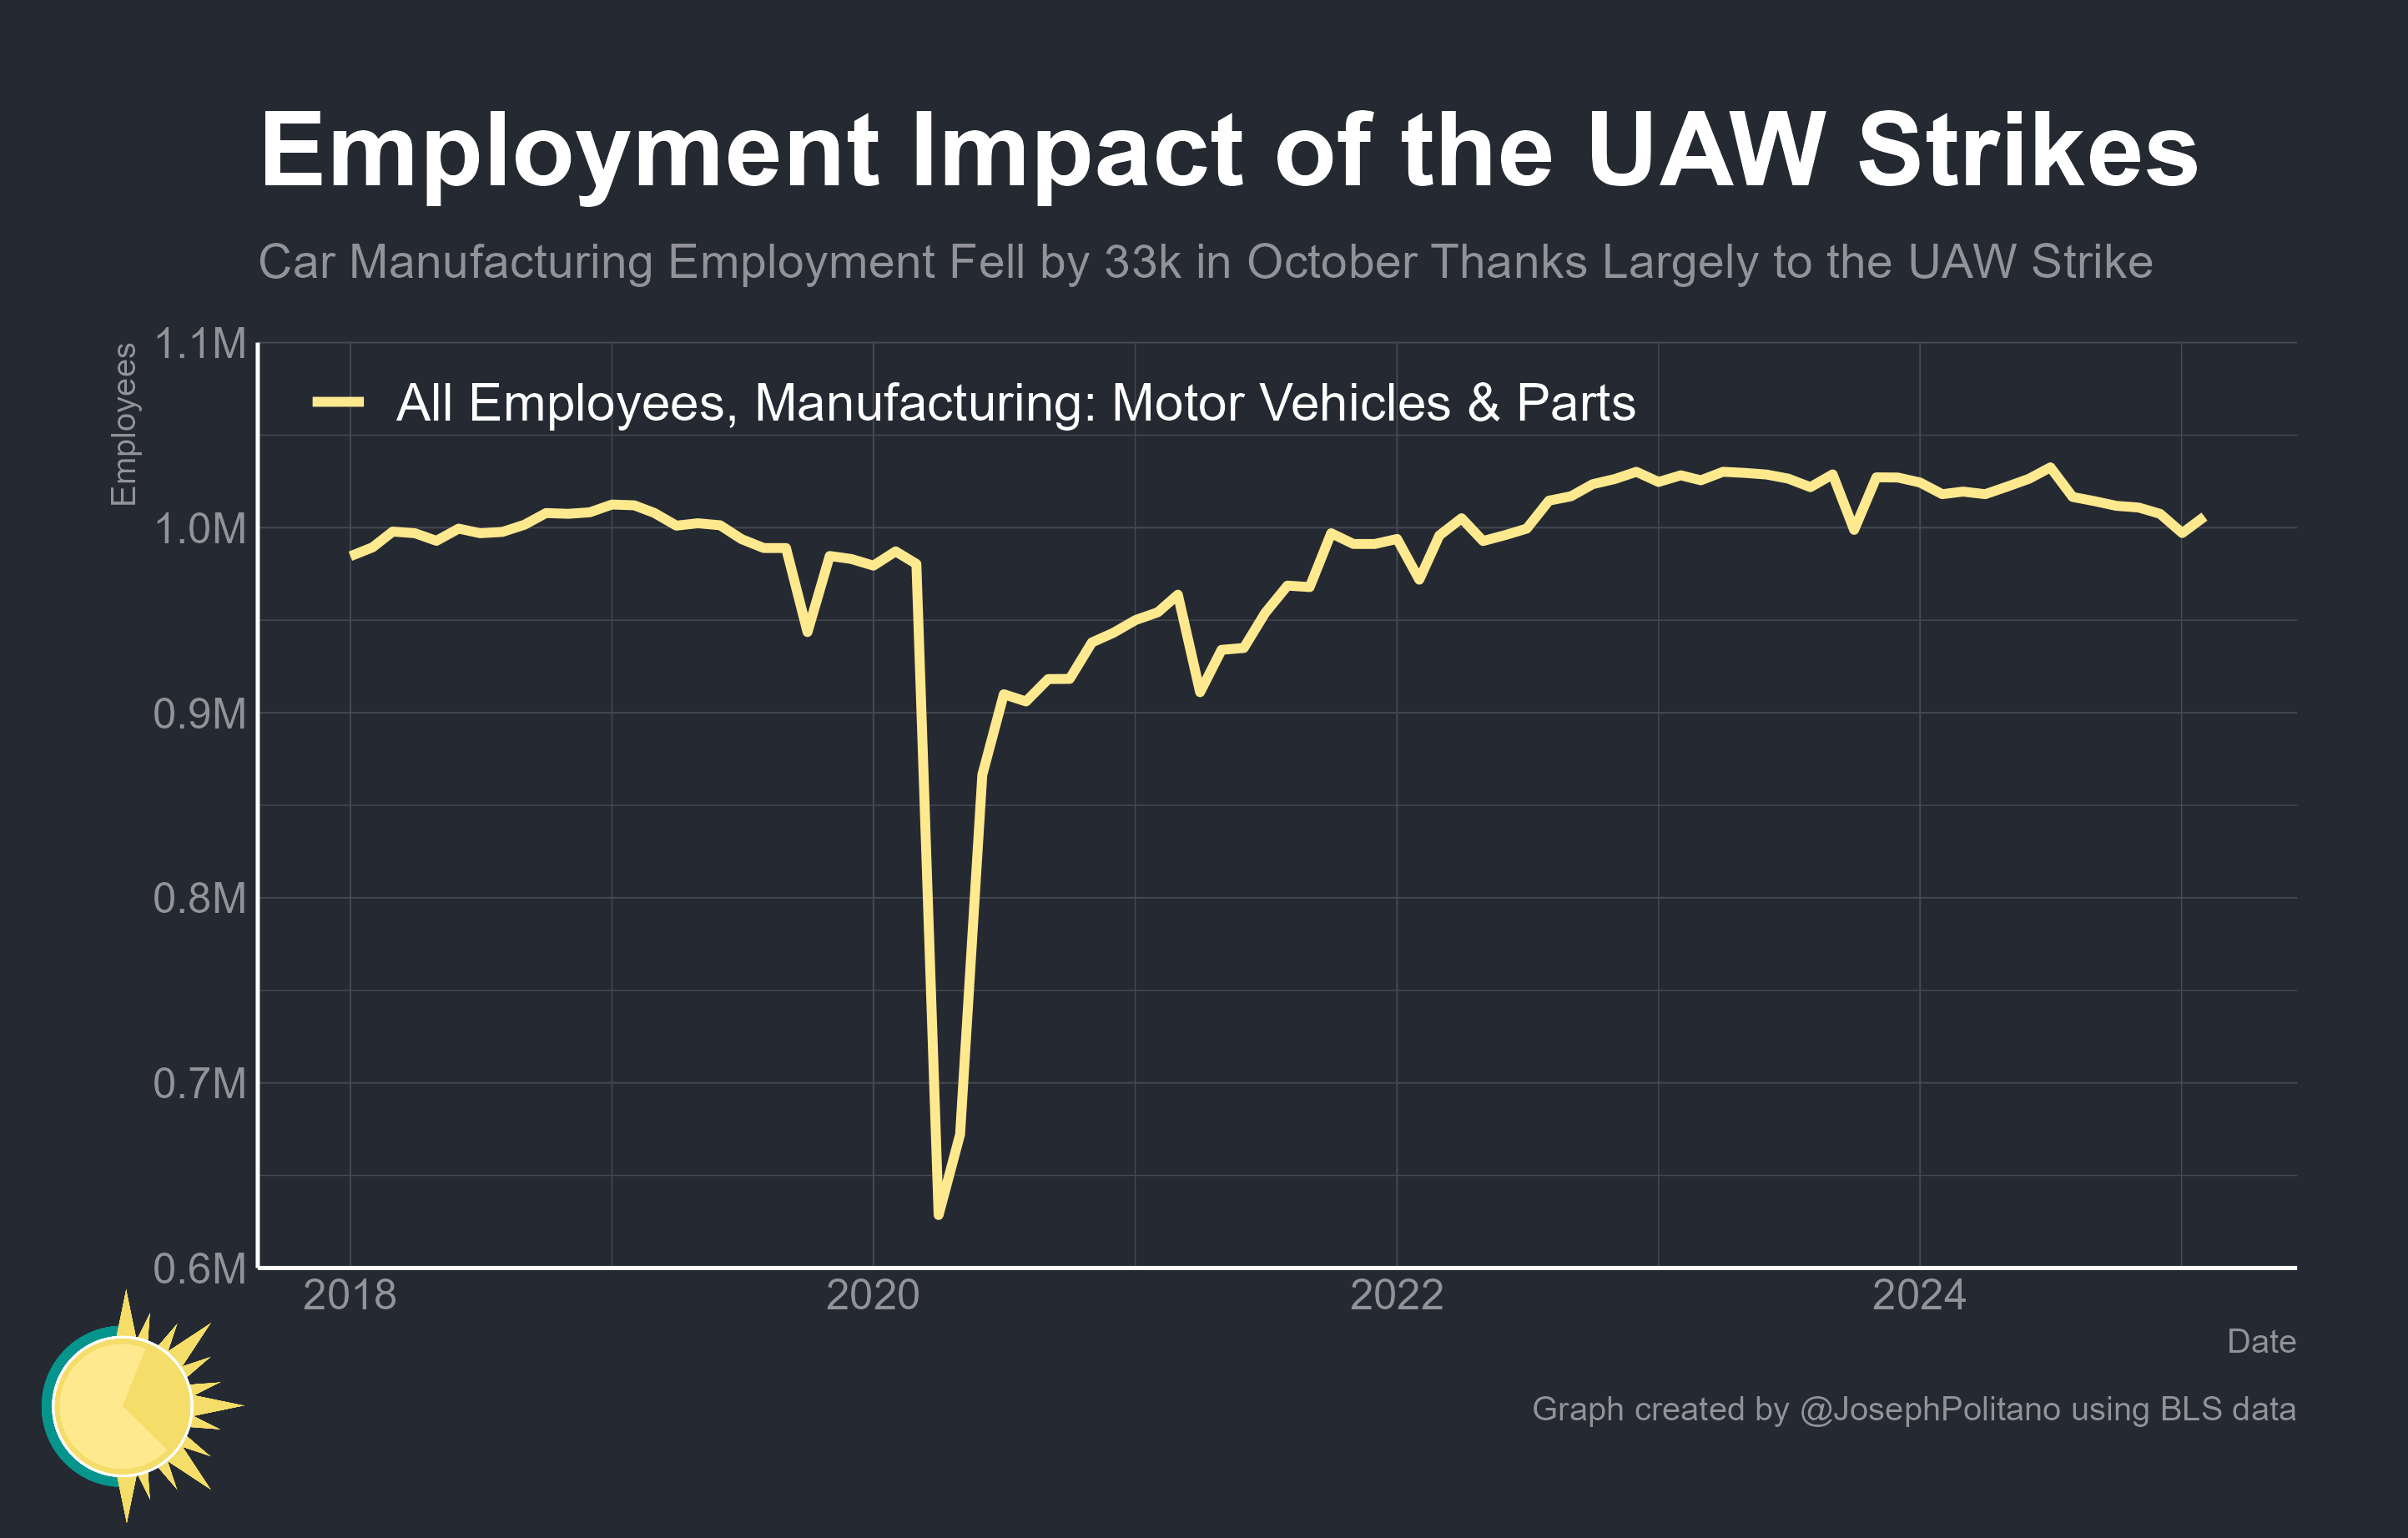 Employment Impact of the UAW Strikes
Car Manufacturing Employment Fell by 33k in October Thanks Largely to the UAW Strike
Employees
1.1M
1.0M
0.9M
0.8M
0.7M
0.6M
All Employees, Manufacturing: Motor Vehicles & Parts
2018
2020
2022
2024
Date
Graph created by @JosephPolitano using BLS data